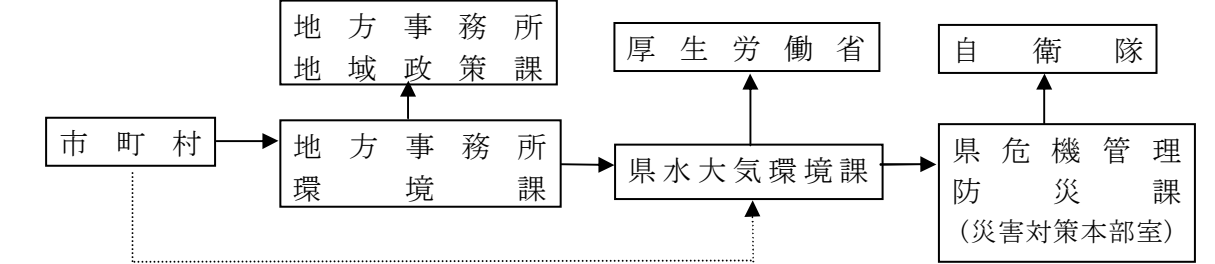 地方事務所
地域政策課
厚生労働省
自衛隊
市町村
地方事務所
環境課
県水大気環境課
県危機管理
防災課
（災害対策本部室）